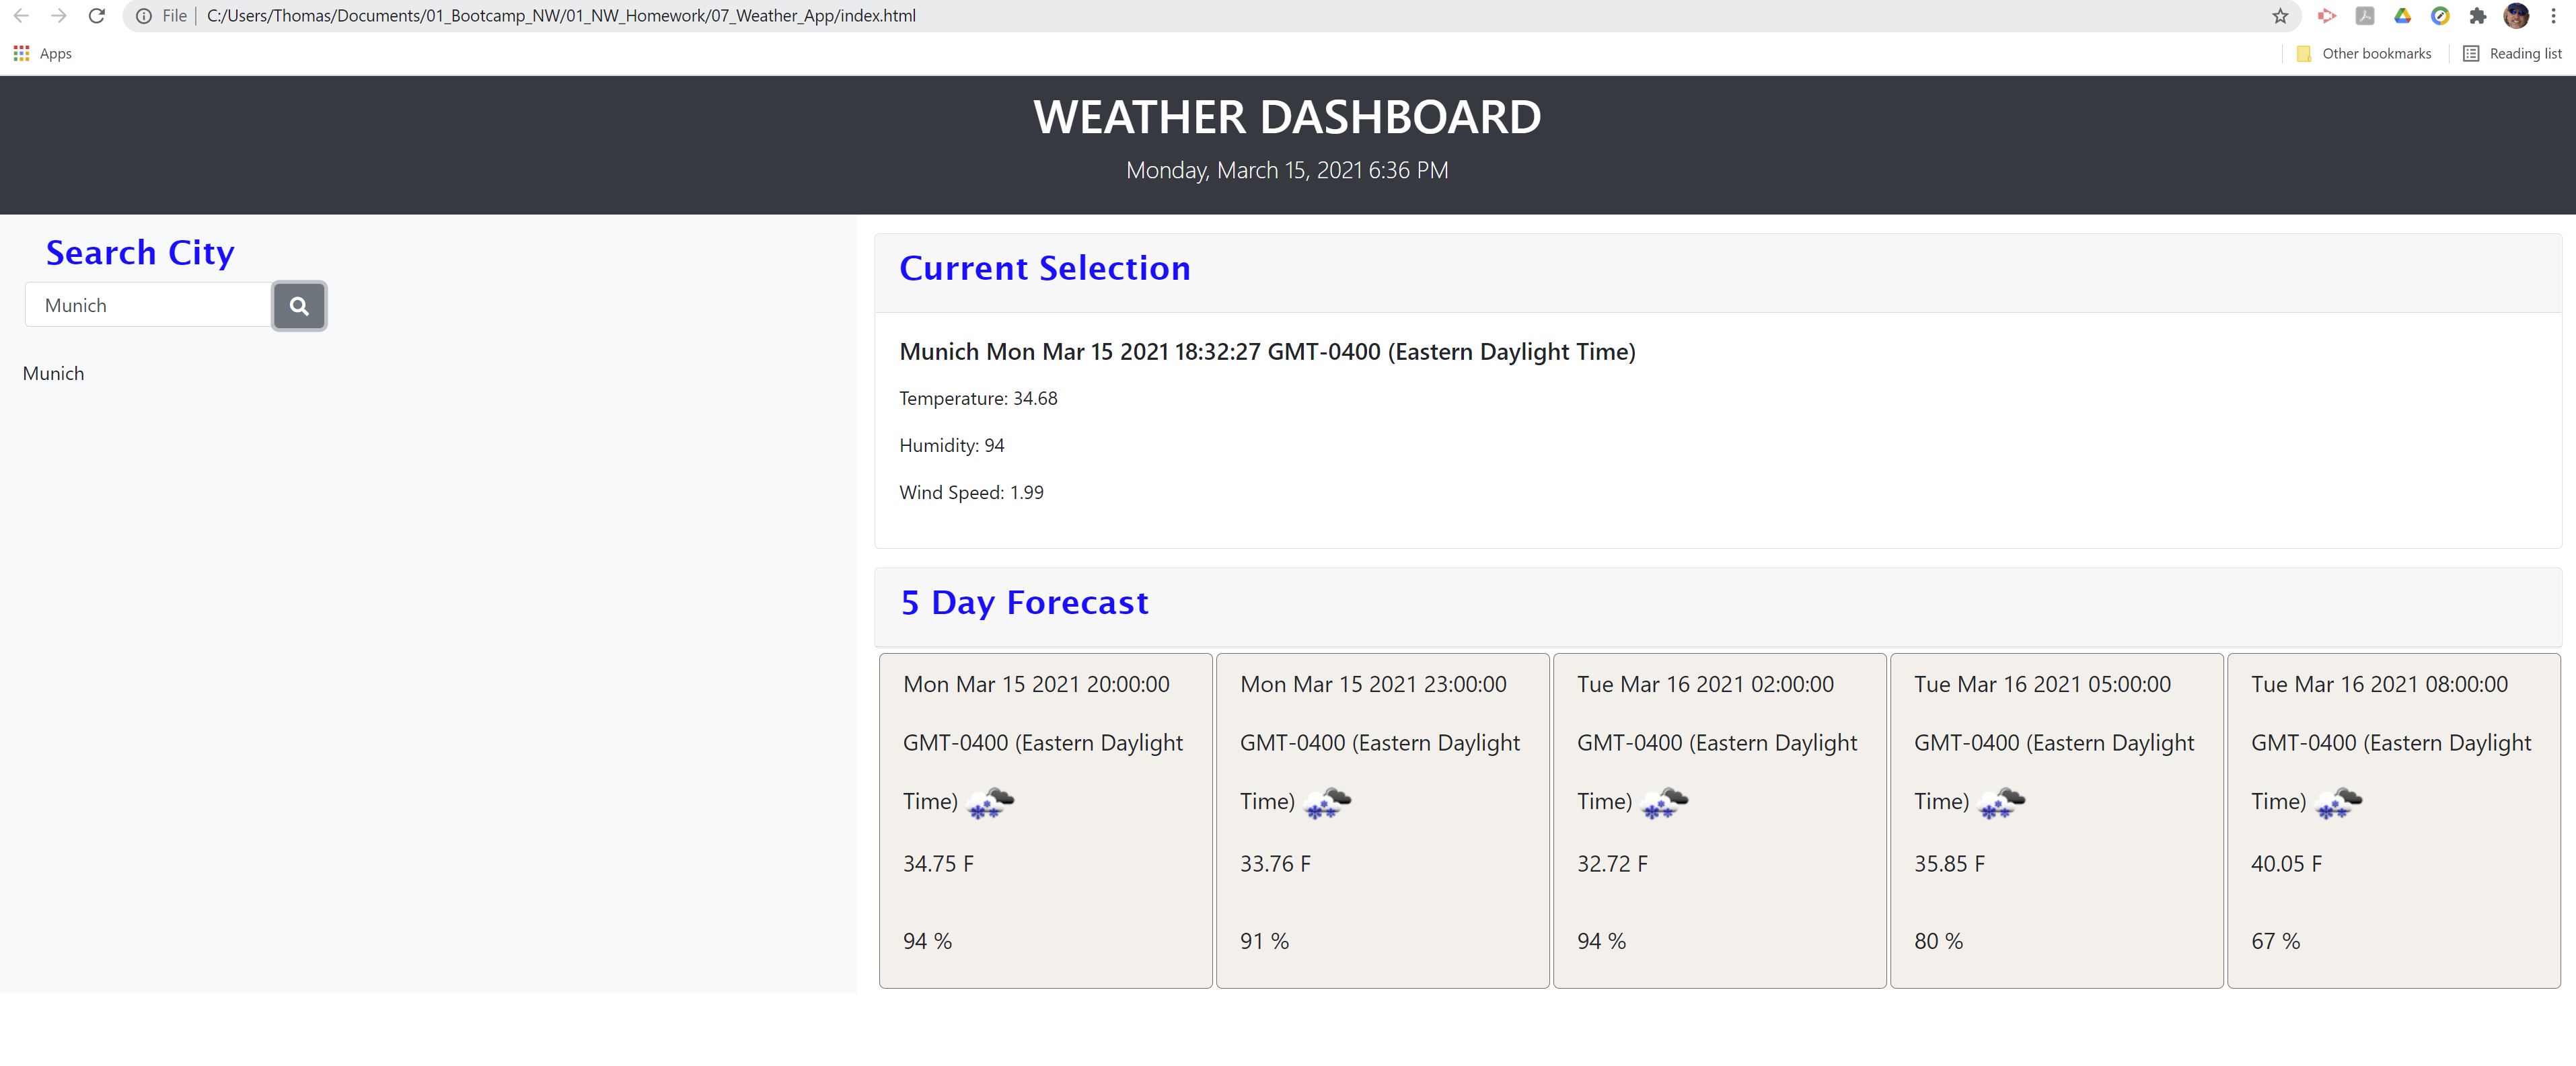 File C:/Users/Thomas/Documents/01_Bootcamp_NW/01_NW_Homework/07_Weather_App/index.html
Apps
Other bookmarks
Reading list
WEATHER DASHBOARD
Monday, March 15, 2021 6:36 PM
Search City
Munich
Munich
Current Selection
Munich Mon Mar 15 2021 18:32:27 GMT-0400 (Eastern Daylight Time)
Temperature: 34.68
Humidity: 94
Wind Speed: 1.99
5 Day Forecast
Mon Mar 15 2021 20:00:00
GMT-0400 (Eastern Daylight
Time)
34.75 F
94 %
Mon Mar 15 2021 23:00:00
GMT-0400 (Eastern Daylight
Time)
33.76 F
91 %
Tue Mar 16 2021 02:00:00
GMT-0400 (Eastern Daylight
Time)
32.72 F
94 %
Tue Mar 16 2021 05:00:00
GMT-0400 (Eastern Daylight
Time)
35.85 F
80 %
Tue Mar 16 2021 08:00:00
GMT-0400 (Eastern Daylight
Time)
40.05 F
67 %